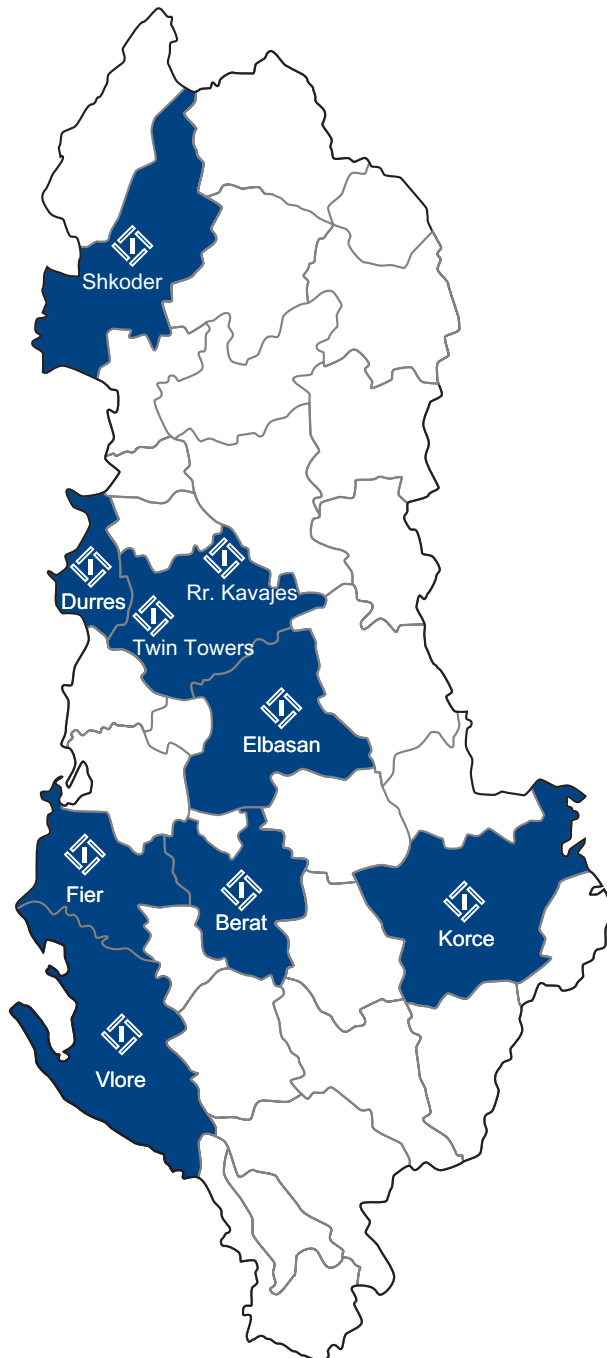 Shkoder
Rr. Kavajes
Durres
Twin Towers
Elbasan
Fier
Berat
Korce
Vlore